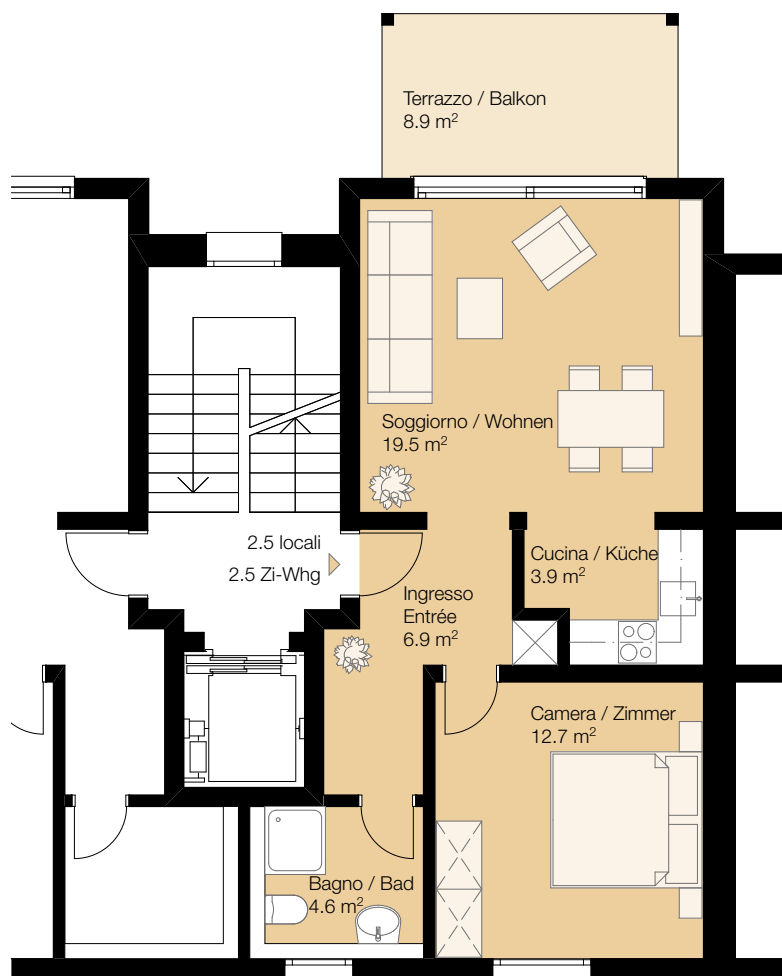 Terrazzo / Balkon
8.9 m²
Soggiorno / Wohnen
19.5 m²
2.5 locali
2.5 Zi-Whg
Cucina / Küche
3.9 m²
Ingresso
Entrée
6.9 m²
Camera / Zimmer
12.7 m²
Bagno / Bad
4.6 m²